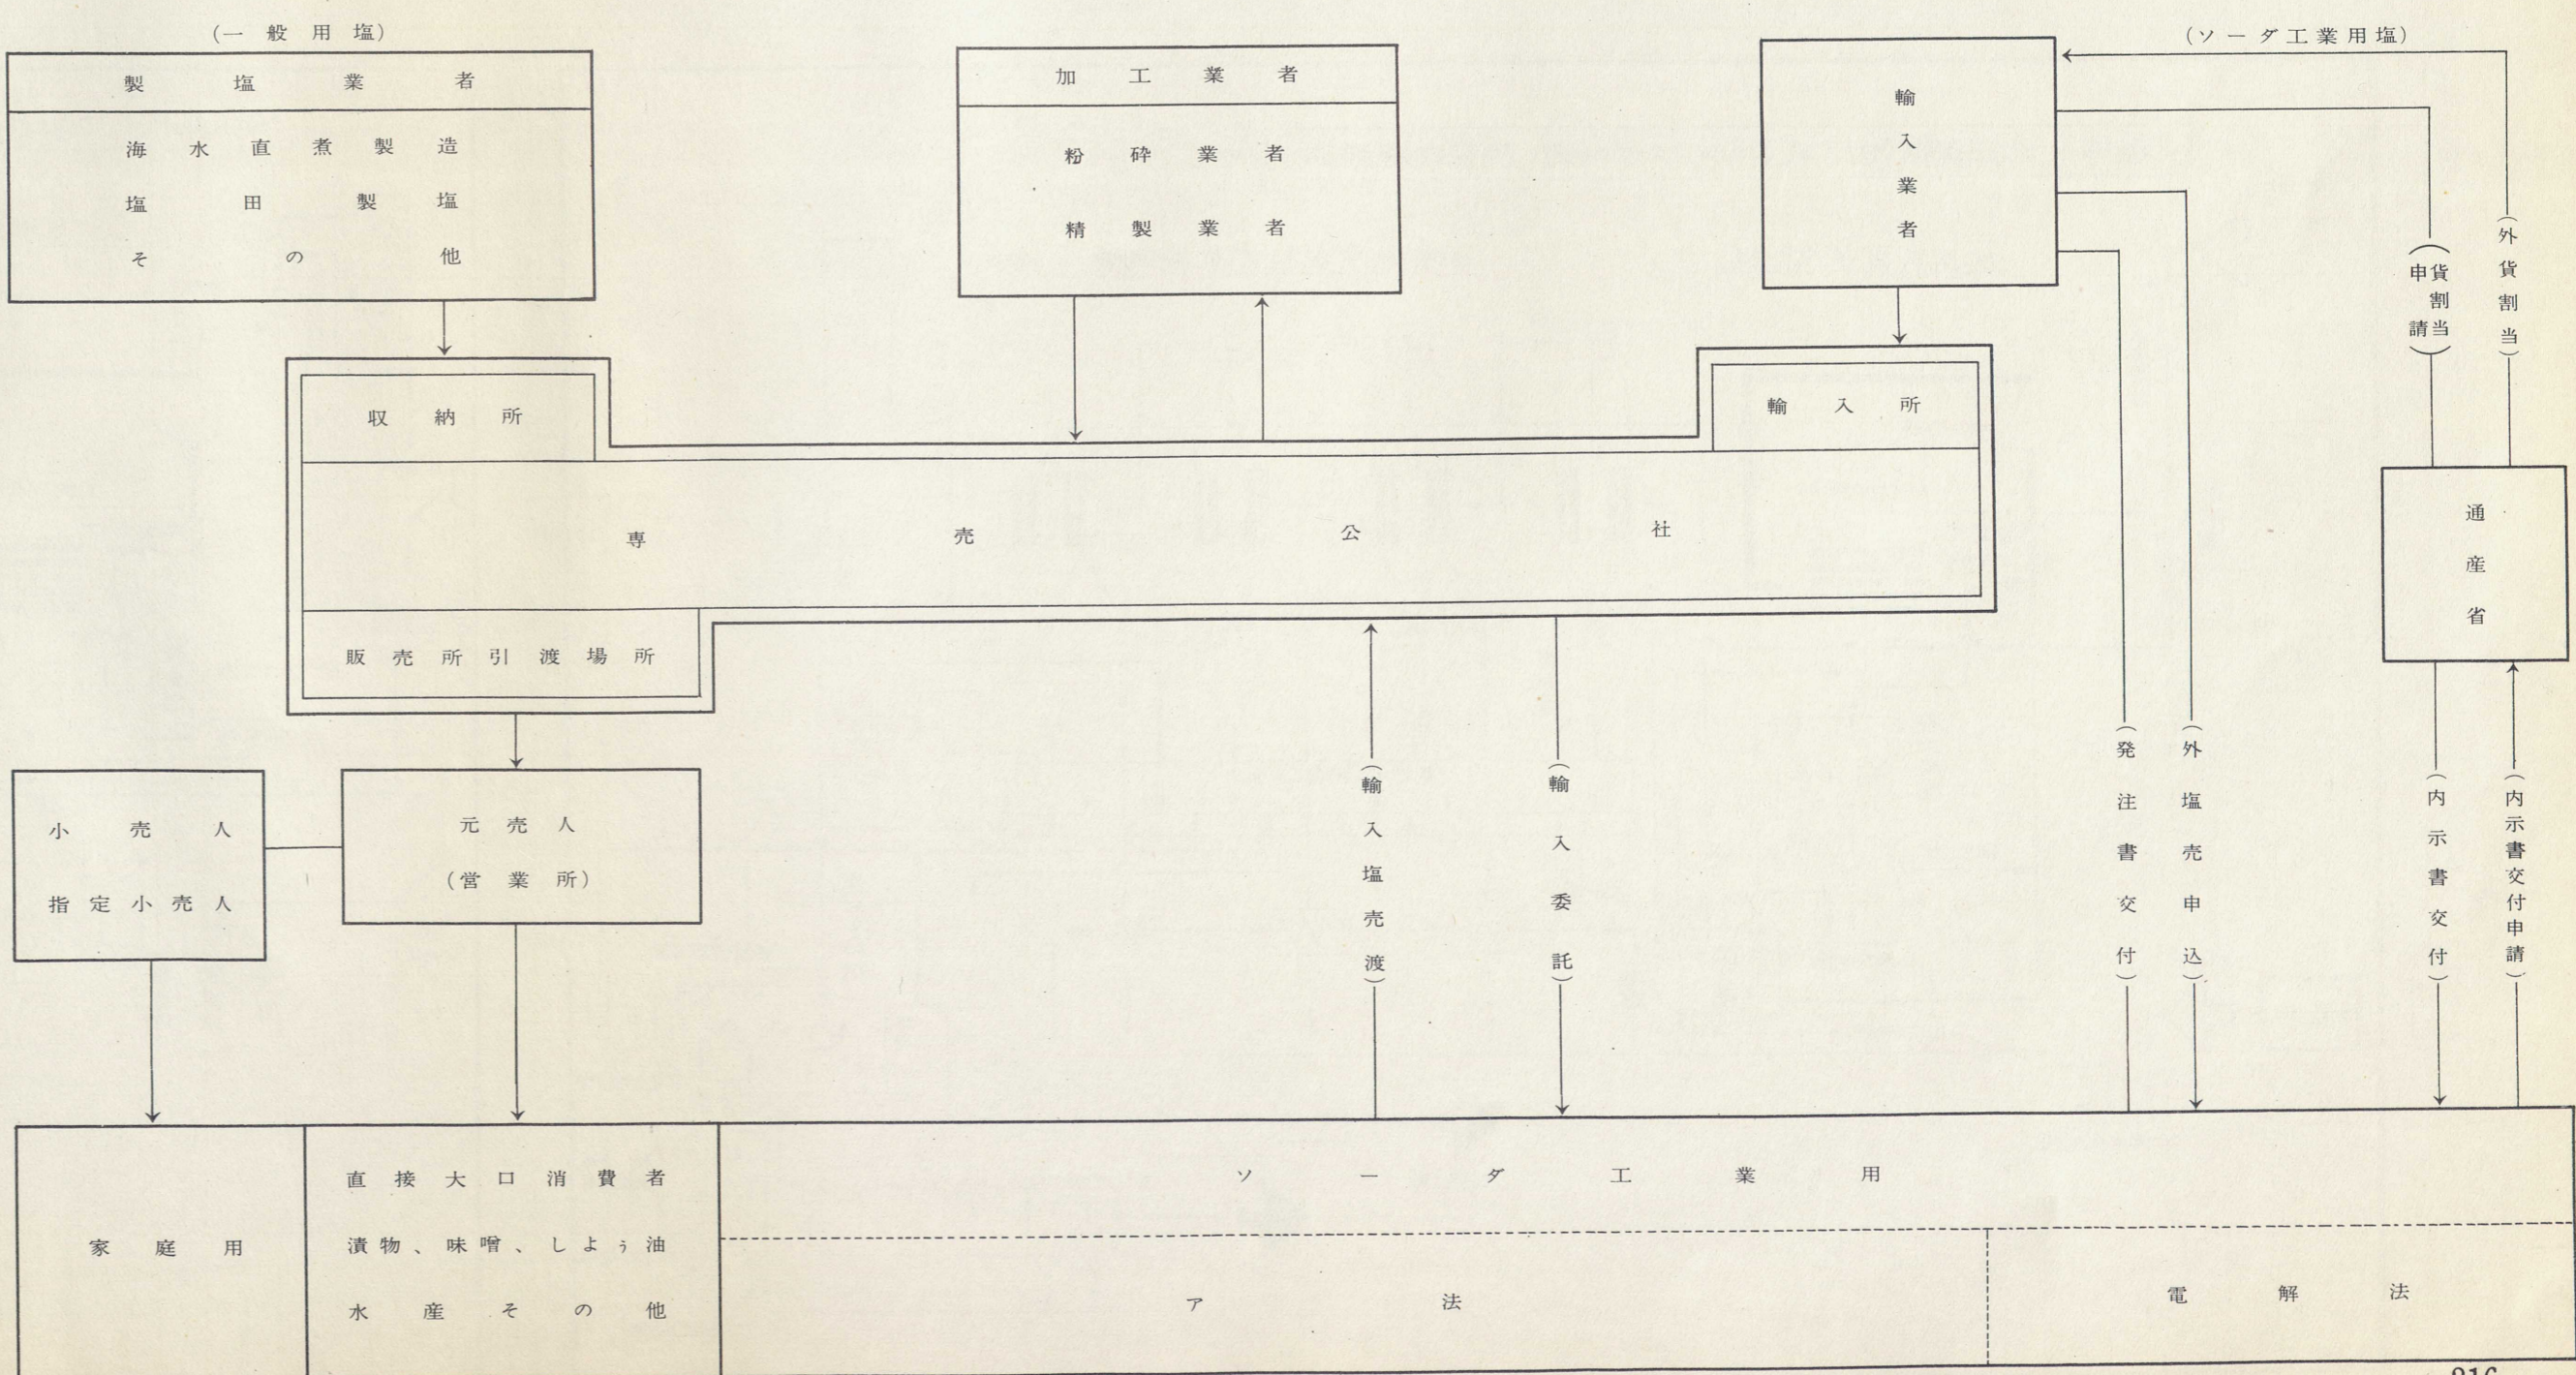 (一般用塩)
製塩業者
海水直煮製造
塩田製塩
その他
加工業者
粉砕業者
精製業者
輸入業者
(ソーダ工業用塩)
(外貨割当)
(貨割当
申請)
収納所
輸入所
専売公社
販売所引渡場所
通産省
小売人
指定小売人
元売人
(営業所)
(輸入塩売渡)
(輸入委託)
(発注書交付)
(外塩売申込)
(内示書交付)
(内示書交付申請)
家庭用
直接大口消費者
漬物、味噌、しょぅ油
水産その他
ソーダ工業用
ア法
電解法